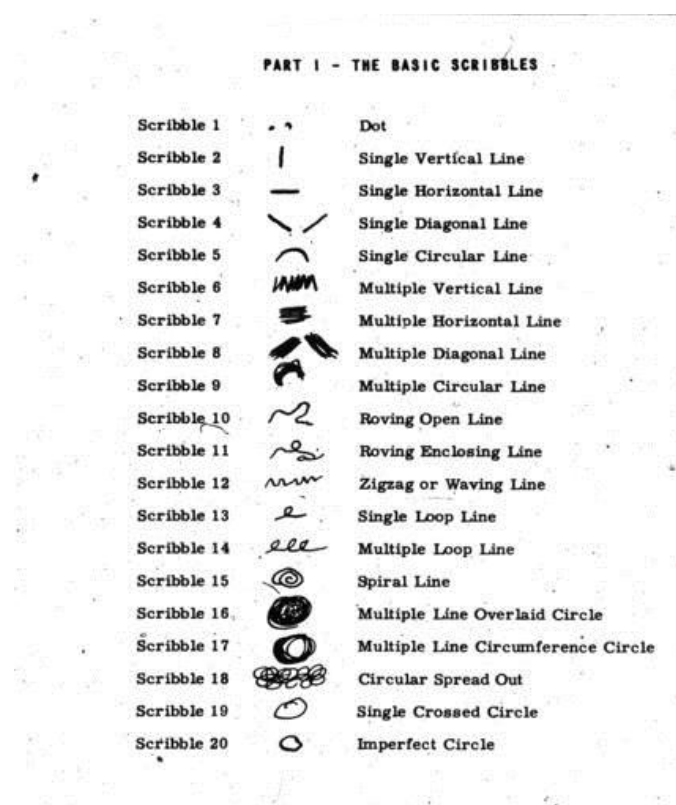 PART I - THE BASIC SCRIBBLES
Scribble 1 Dot
Scribble 2 Single Vertical Line
Scribble 3 Single Horizontal Line
Scribble 4 Single Diagonal Line
Scribble 5 Single Circular Line
Scribble 6 Multiple Vertical Line
Scribble 7 Multiple Horizontal Line
Scribble 8 Multiple Diagonal Line
Scribble 9 Multiple Circular Line
Scribble 10 Roving Open Line
Scribble 11 Roving Enclosing Line
Scribble 12 Zigzag or Waving Line
Scribble 13 Single Loop Line
Scribble 14 Multiple Loop Line
Scribble 15 Spiral Line
Scribble 16 Multiple Line Overlaid Circle
Scribble 17 Multiple Line Circumference Circle
Scribble 18 Circular Spread Out
Scribble 19 Single Crossed Circle
Scribble 20 Imperfect Circle